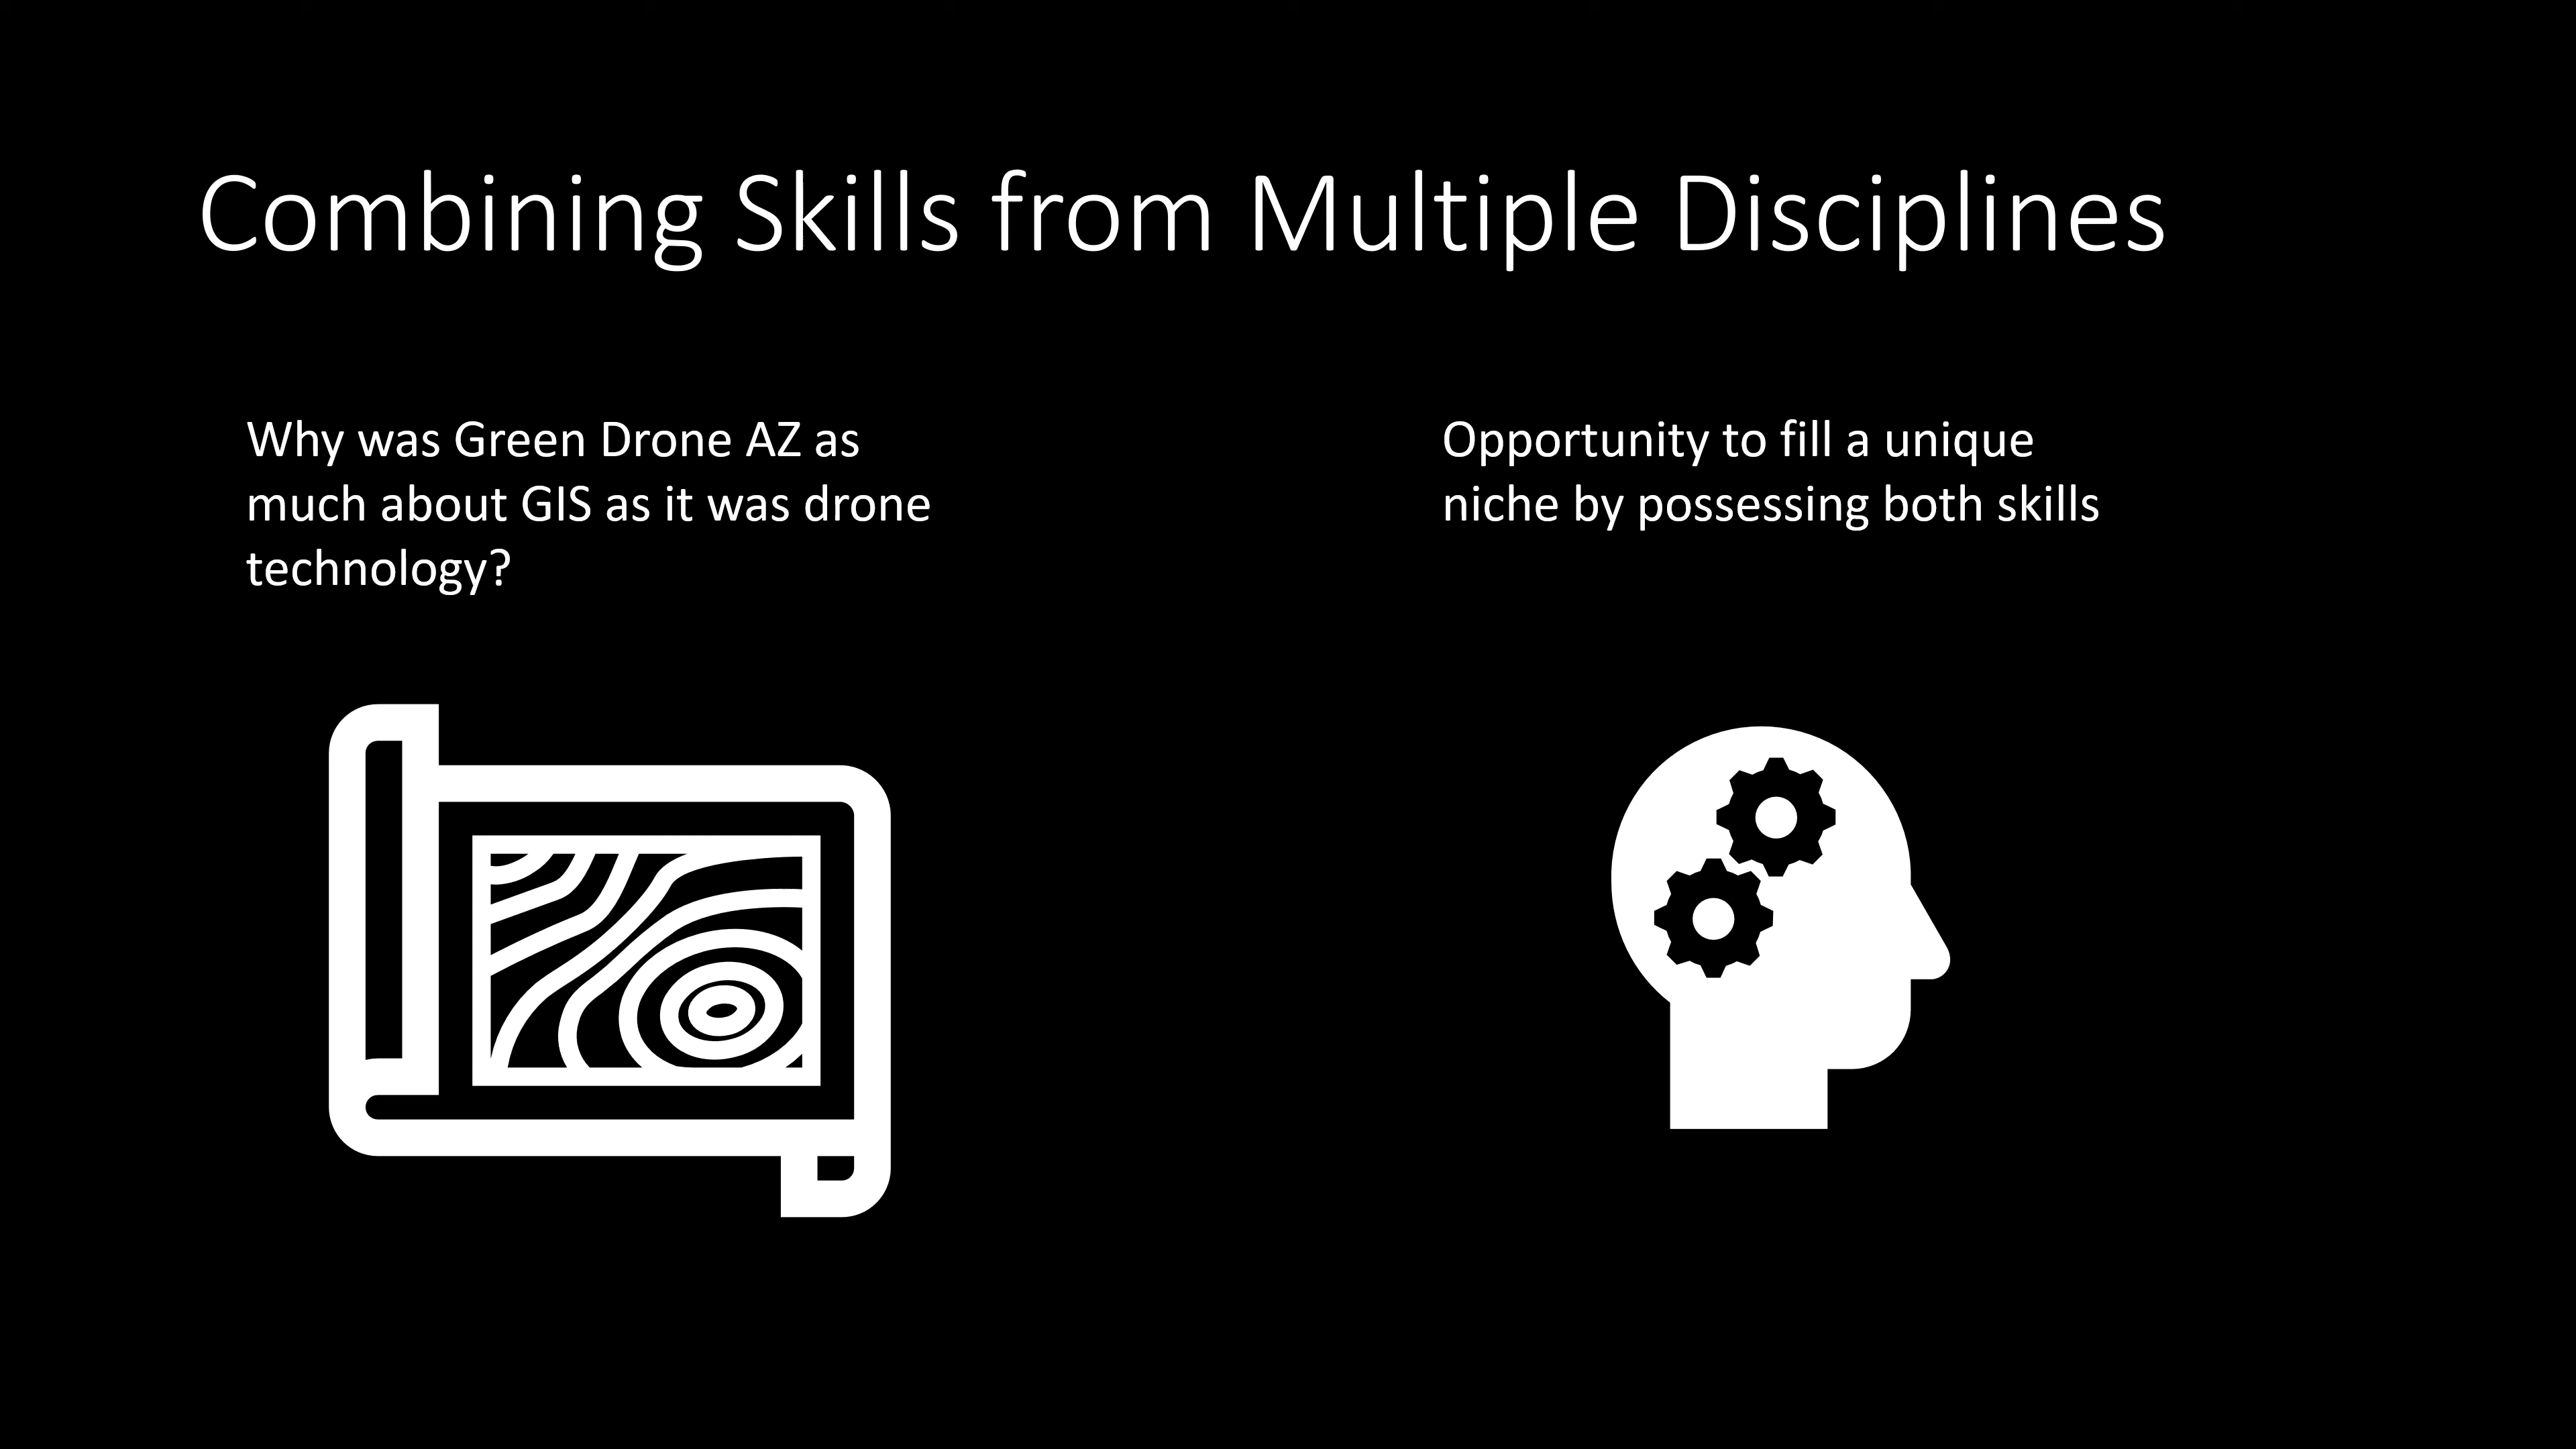 Combining Skills from Multiple Disciplines
Why was Green Drone AZ as
much about GIS as it was drone
technology?
Opportunity to fill a unique
niche by possessing both skills